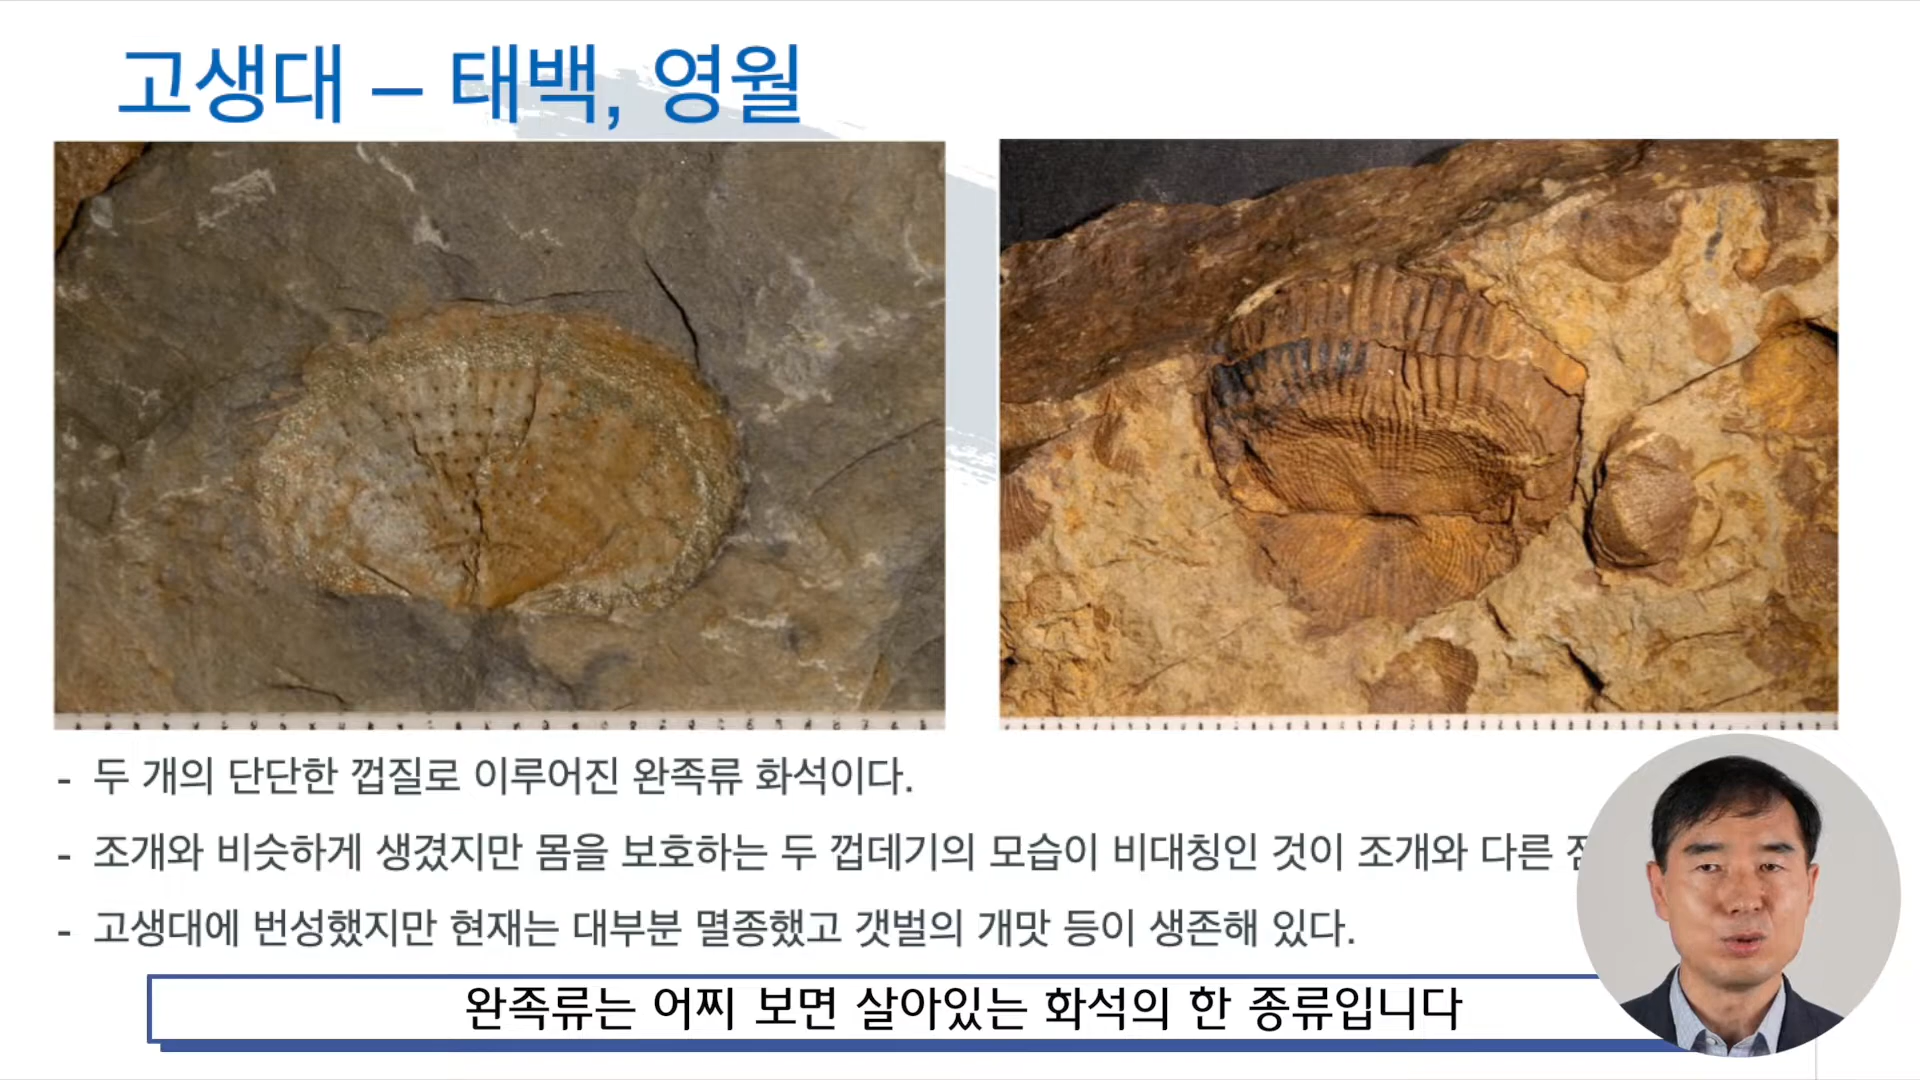 고생대 – 태백, 영월
- 두 개의 단단한 껍질로 이루어진 완족류 화석이다.
- 조개와 비슷하게 생겼지만 몸을 보호하는 두 껍데기의 모습이 비대칭인 것이 조개와 다른
- 고생대에 번성했지만 현재는 대부분 멸종했고 갯벌의 개맛 등이 생존해 있다.
완족류는 어찌 보면 살아있는 화석의 한 종류입니다